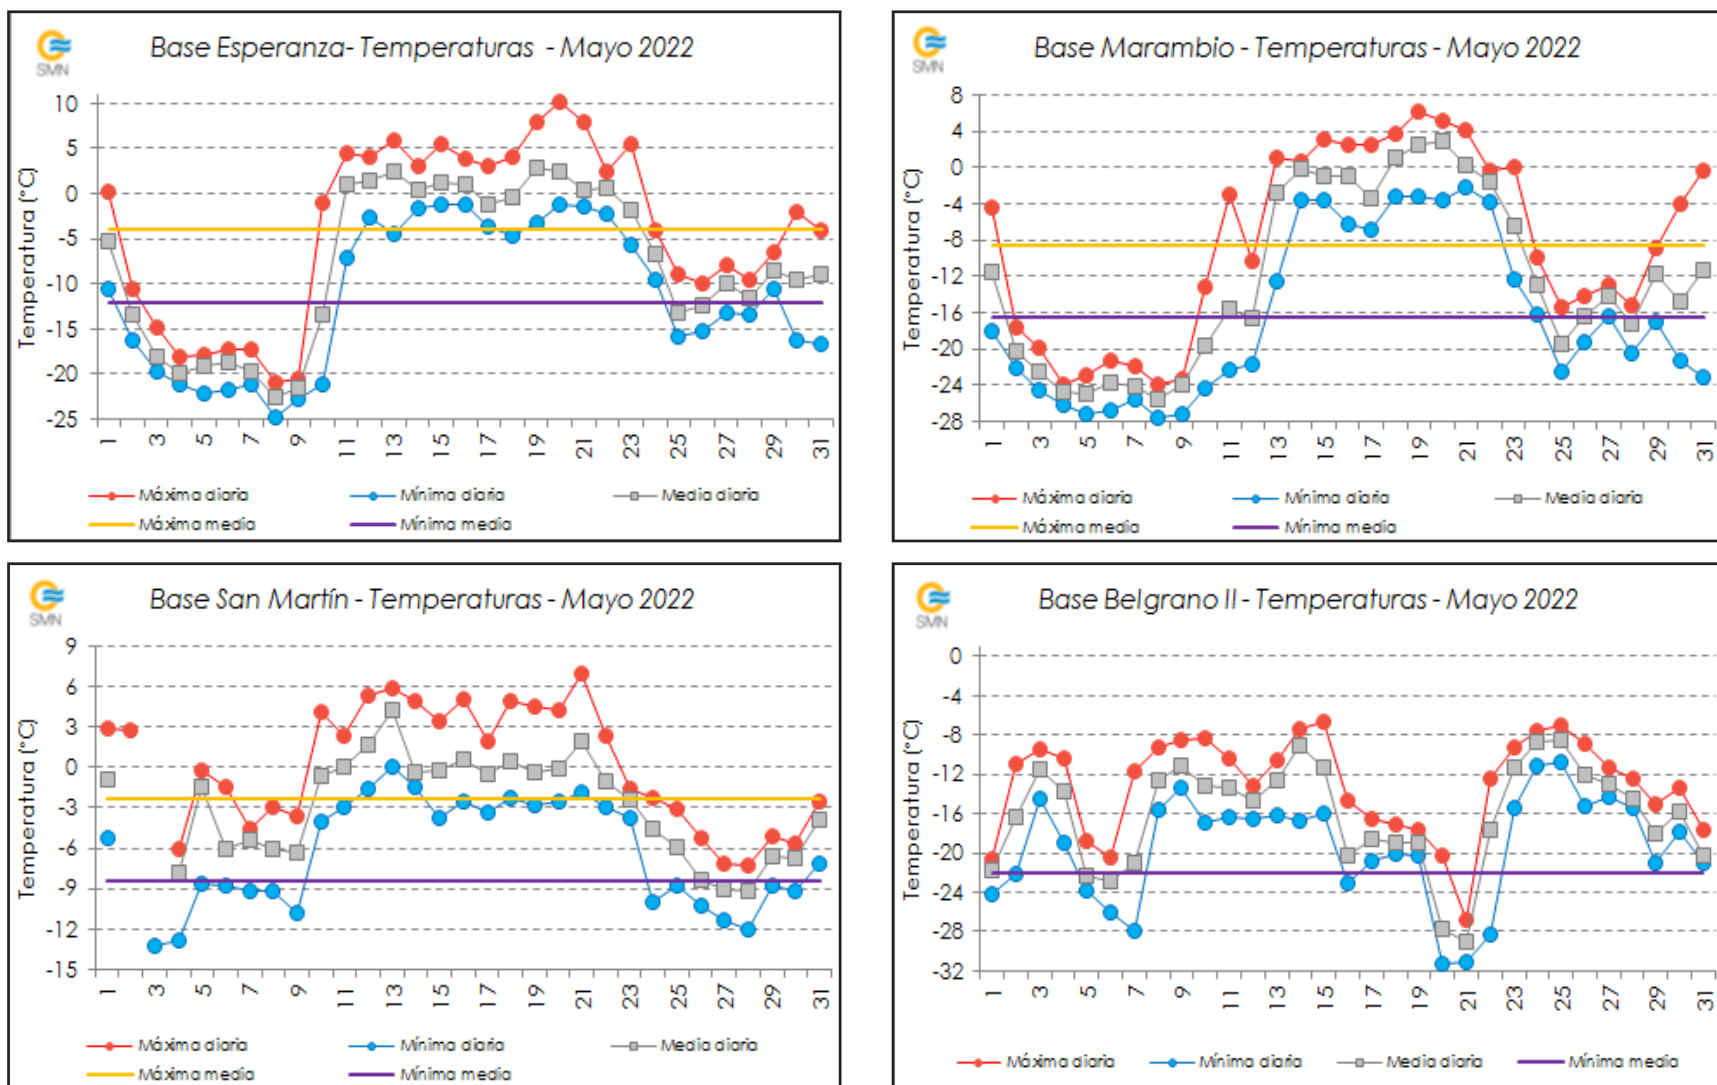 SMN
Base Esperanza- Temperaturas - Mayo 2022
Temperatura (°C)
10
5
0
-5
-10
-15
-20
-25
1 3 5 7 9 11 13 15 17 19 21 23 25 27 29 31
Máxima diaria Mínima diaria Media diaria
Máxima media Mínima media
SMN
Base Marambio - Temperaturas - Mayo 2022
Temperatura (°C)
8
4
0
-4
-8
-12
-16
-20
-24
-28
1 3 5 7 9 11 13 15 17 19 21 23 25 27 29 31
Máxima diaria Mínima diaria Media diaria
Máxima media Mínima media
SMN
Base San Martín - Temperaturas - Mayo 2022
Temperatura (°C)
9
6
3
0
-3
-6
-9
-12
-15
1 3 5 7 9 11 13 15 17 19 21 23 25 27 29 31
Máxima diaria Mínima diaria Media diaria
Máxima media Mínima media
SMN
Base Belgrano II - Temperaturas - Mayo 2022
Temperatura (°C)
0
-4
-8
-12
-16
-20
-24
-28
-32
1 3 5 7 9 11 13 15 17 19 21 23 25 27 29 31
Máxima diaria Mínima diaria Media diaria Mínima media